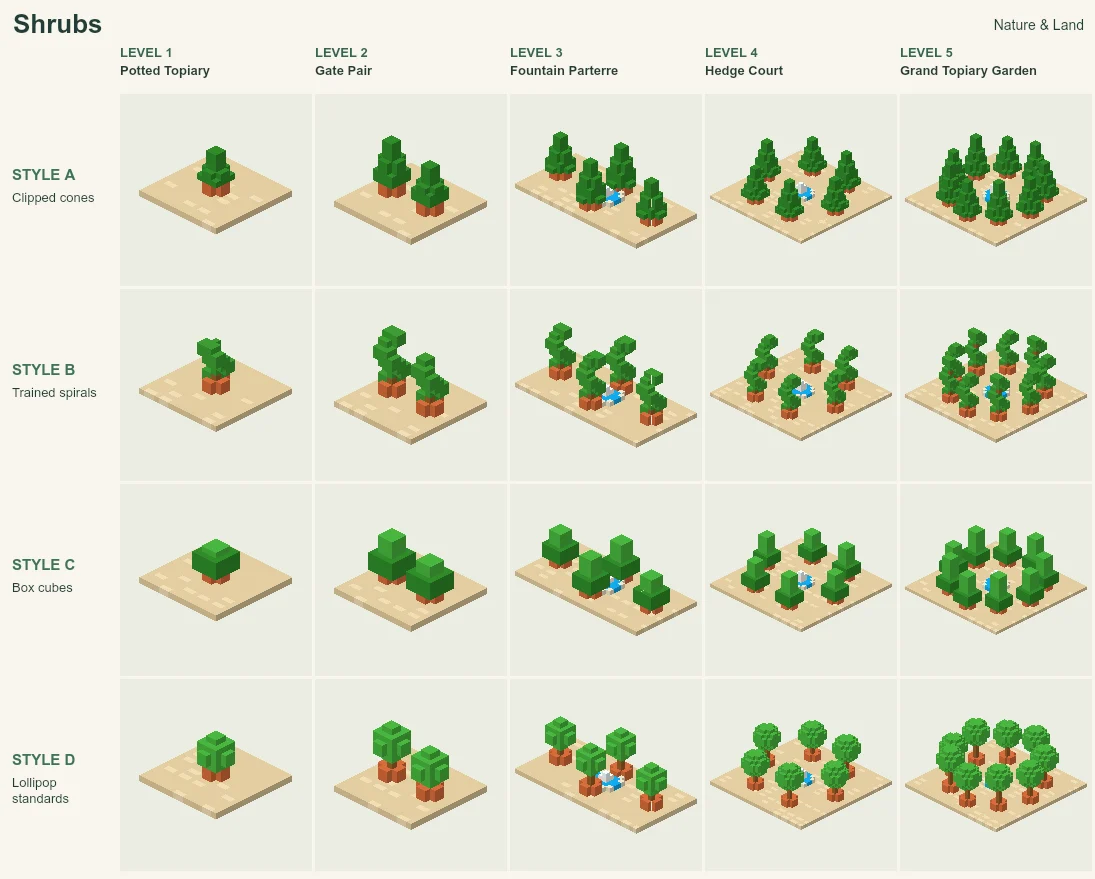 Shrubs
Nature & Land
LEVEL 1
Potted Topiary
LEVEL 2
Gate Pair
LEVEL 3
Fountain Parterre
LEVEL 4
Hedge Court
LEVEL 5
Grand Topiary Garden
STYLE A
Clipped cones
STYLE B
Trained spirals
STYLE C
Box cubes
STYLE D
Lollipop
standards